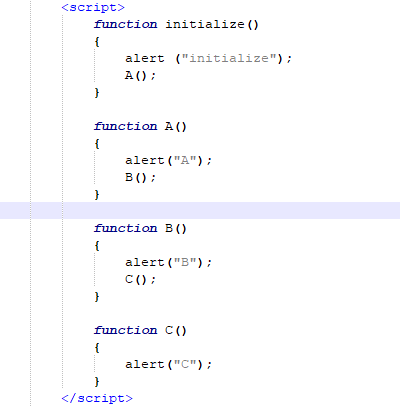 <script>
function initialize()
{
alert ("initialize");
A();
}
function A()
{
alert("A");
B();
}
function B()
{
alert("B");
C();
}
function C()
{
alert("C");
}
</script>